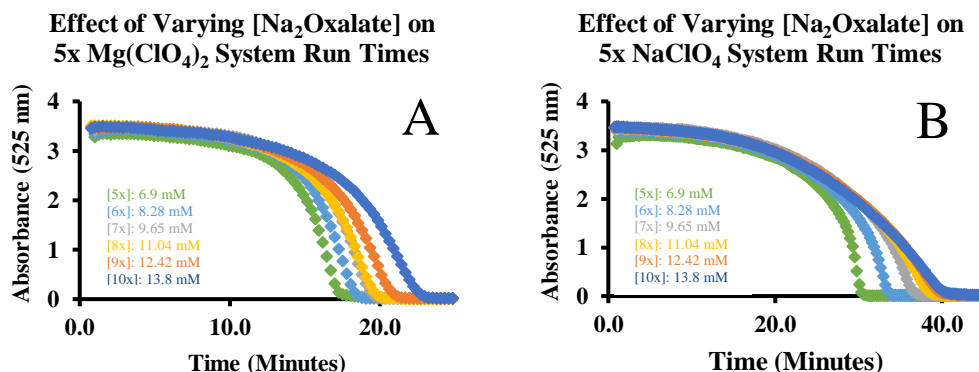 Effect of Varying [Na₂Oxalate] on
5x Mg(ClO₄)₂ System Run Times
A
Absorbance (525 nm)
4
3
2
1
0
[5x]: 6.9 mM
[6x]: 8.28 mM
[7x]: 9.65 mM
[8x]: 11.04 mM
[9x]: 12.42 mM
[10x]: 13.8 mM
0.0 10.0 20.0
Time (Minutes)
Effect of Varying [Na₂Oxalate] on
5x NaClO₄ System Run Times
B
Absorbance (525 nm)
4
3
2
1
0
[5x]: 6.9 mM
[6x]: 8.28 mM
[7x]: 9.65 mM
[8x]: 11.04 mM
[9x]: 12.42 mM
[10x]: 13.8 mM
0.0 20.0 40.0
Time (Minutes)